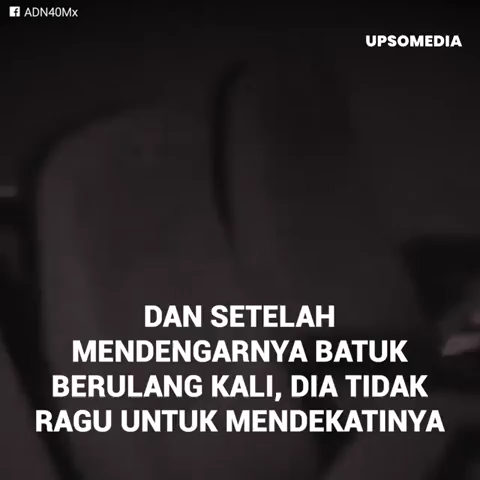 ADN40Mx
UPSOMEDIA
DAN SETELAH
MENDENGARNYA BATUK
BERULANG KALI, DIA TIDAK
RAGU UNTUK MENDEKATINYA